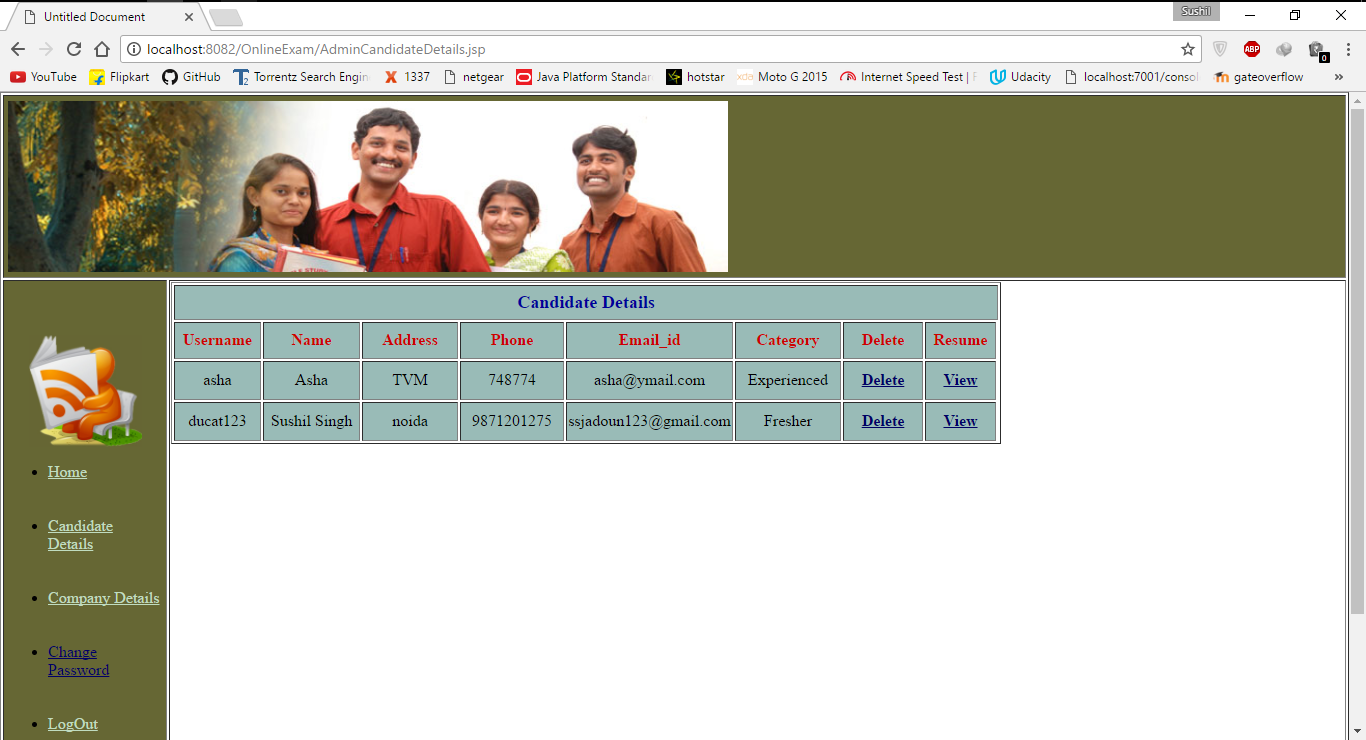 Untitled Document
Sushil
localhost:8082/OnlineExam/AdminCandidateDetails.jsp
ABP
0
YouTube Flipkart GitHub Torrentz Search Engin 1337 netgear Java Platform Standar hotstar Moto G 2015 Internet Speed Test | F Udacity localhost:7001/consol gateoverflow »
Candidate Details
Username Name Address Phone Email_id Category Delete Resume
asha Asha TVM 748774 asha@ymail.com Experienced Delete View
ducat123 Sushil Singh noida 9871201275 ssjadoun123@gmail.com Fresher Delete View
Home
Candidate
Details
Company Details
Change
Password
LogOut